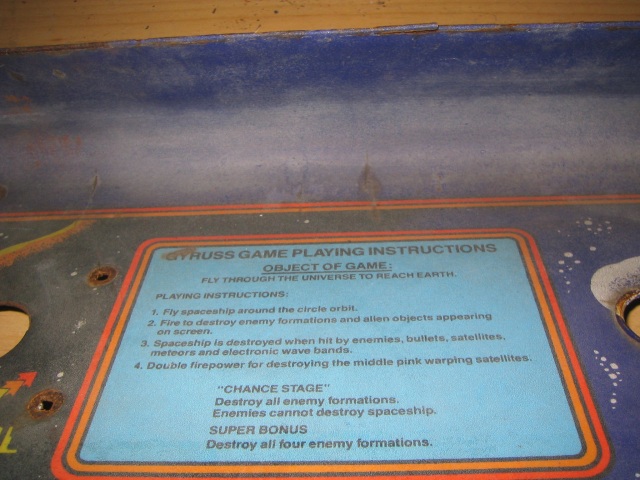 GYRUSS GAME PLAYING INSTRUCTIONS
OBJECT OF GAME:
FLY THROUGH THE UNIVERSE TO REACH EARTH.
PLAYING INSTRUCTIONS:
1. Fly spaceship around the circle orbit.
2. Fire to destroy enemy formations and alien objects appearing
on screen.
3. Spaceship is destroyed when hit by enemies, bullets, satellites,
meteors and electronic wave bands.
4. Double firepower for destroying the middle pink warping satellites.
"CHANCE STAGE"
Destroy all enemy formations.
Enemies cannot destroy spaceship.
SUPER BONUS
Destroy all four enemy formations.